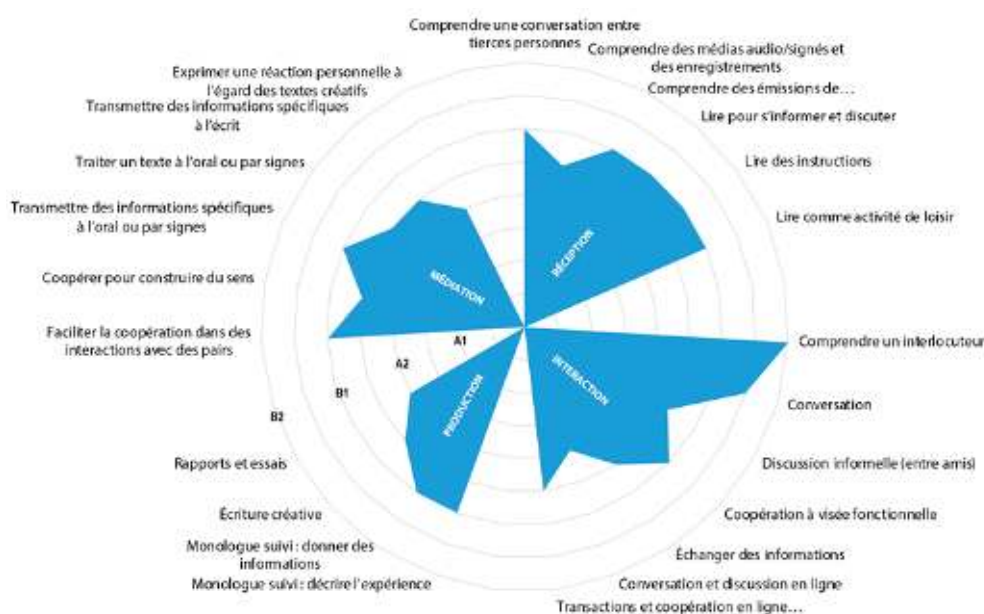 Comprendre une conversation entre
tierces personnes
Comprendre des médias audio/signés et
des enregistrements
Comprendre des émissions de…
Lire pour s'informer et discuter
Lire des instructions
Lire comme activité de loisir
Comprendre un interlocuteur
Conversation
Discussion informelle (entre amis)
Coopération à visée fonctionnelle
Échanger des informations
Conversation et discussion en ligne
Transactions et coopération en ligne…
Monologue suivi : décrire l'expérience
Monologue suivi : donner des
informations
Écriture créative
Rapports et essais
Faciliter la coopération dans des
interactions avec des pairs
Coopérer pour construire du sens
Transmettre des informations spécifiques
à l'oral ou par signes
Traiter un texte à l'oral ou par signes
Transmettre des informations spécifiques
à l'écrit
Exprimer une réaction personnelle à
l'égard des textes créatifs
RÉCEPTION
INTERACTION
PRODUCTION
MÉDIATION
A1
A2
B1
B2